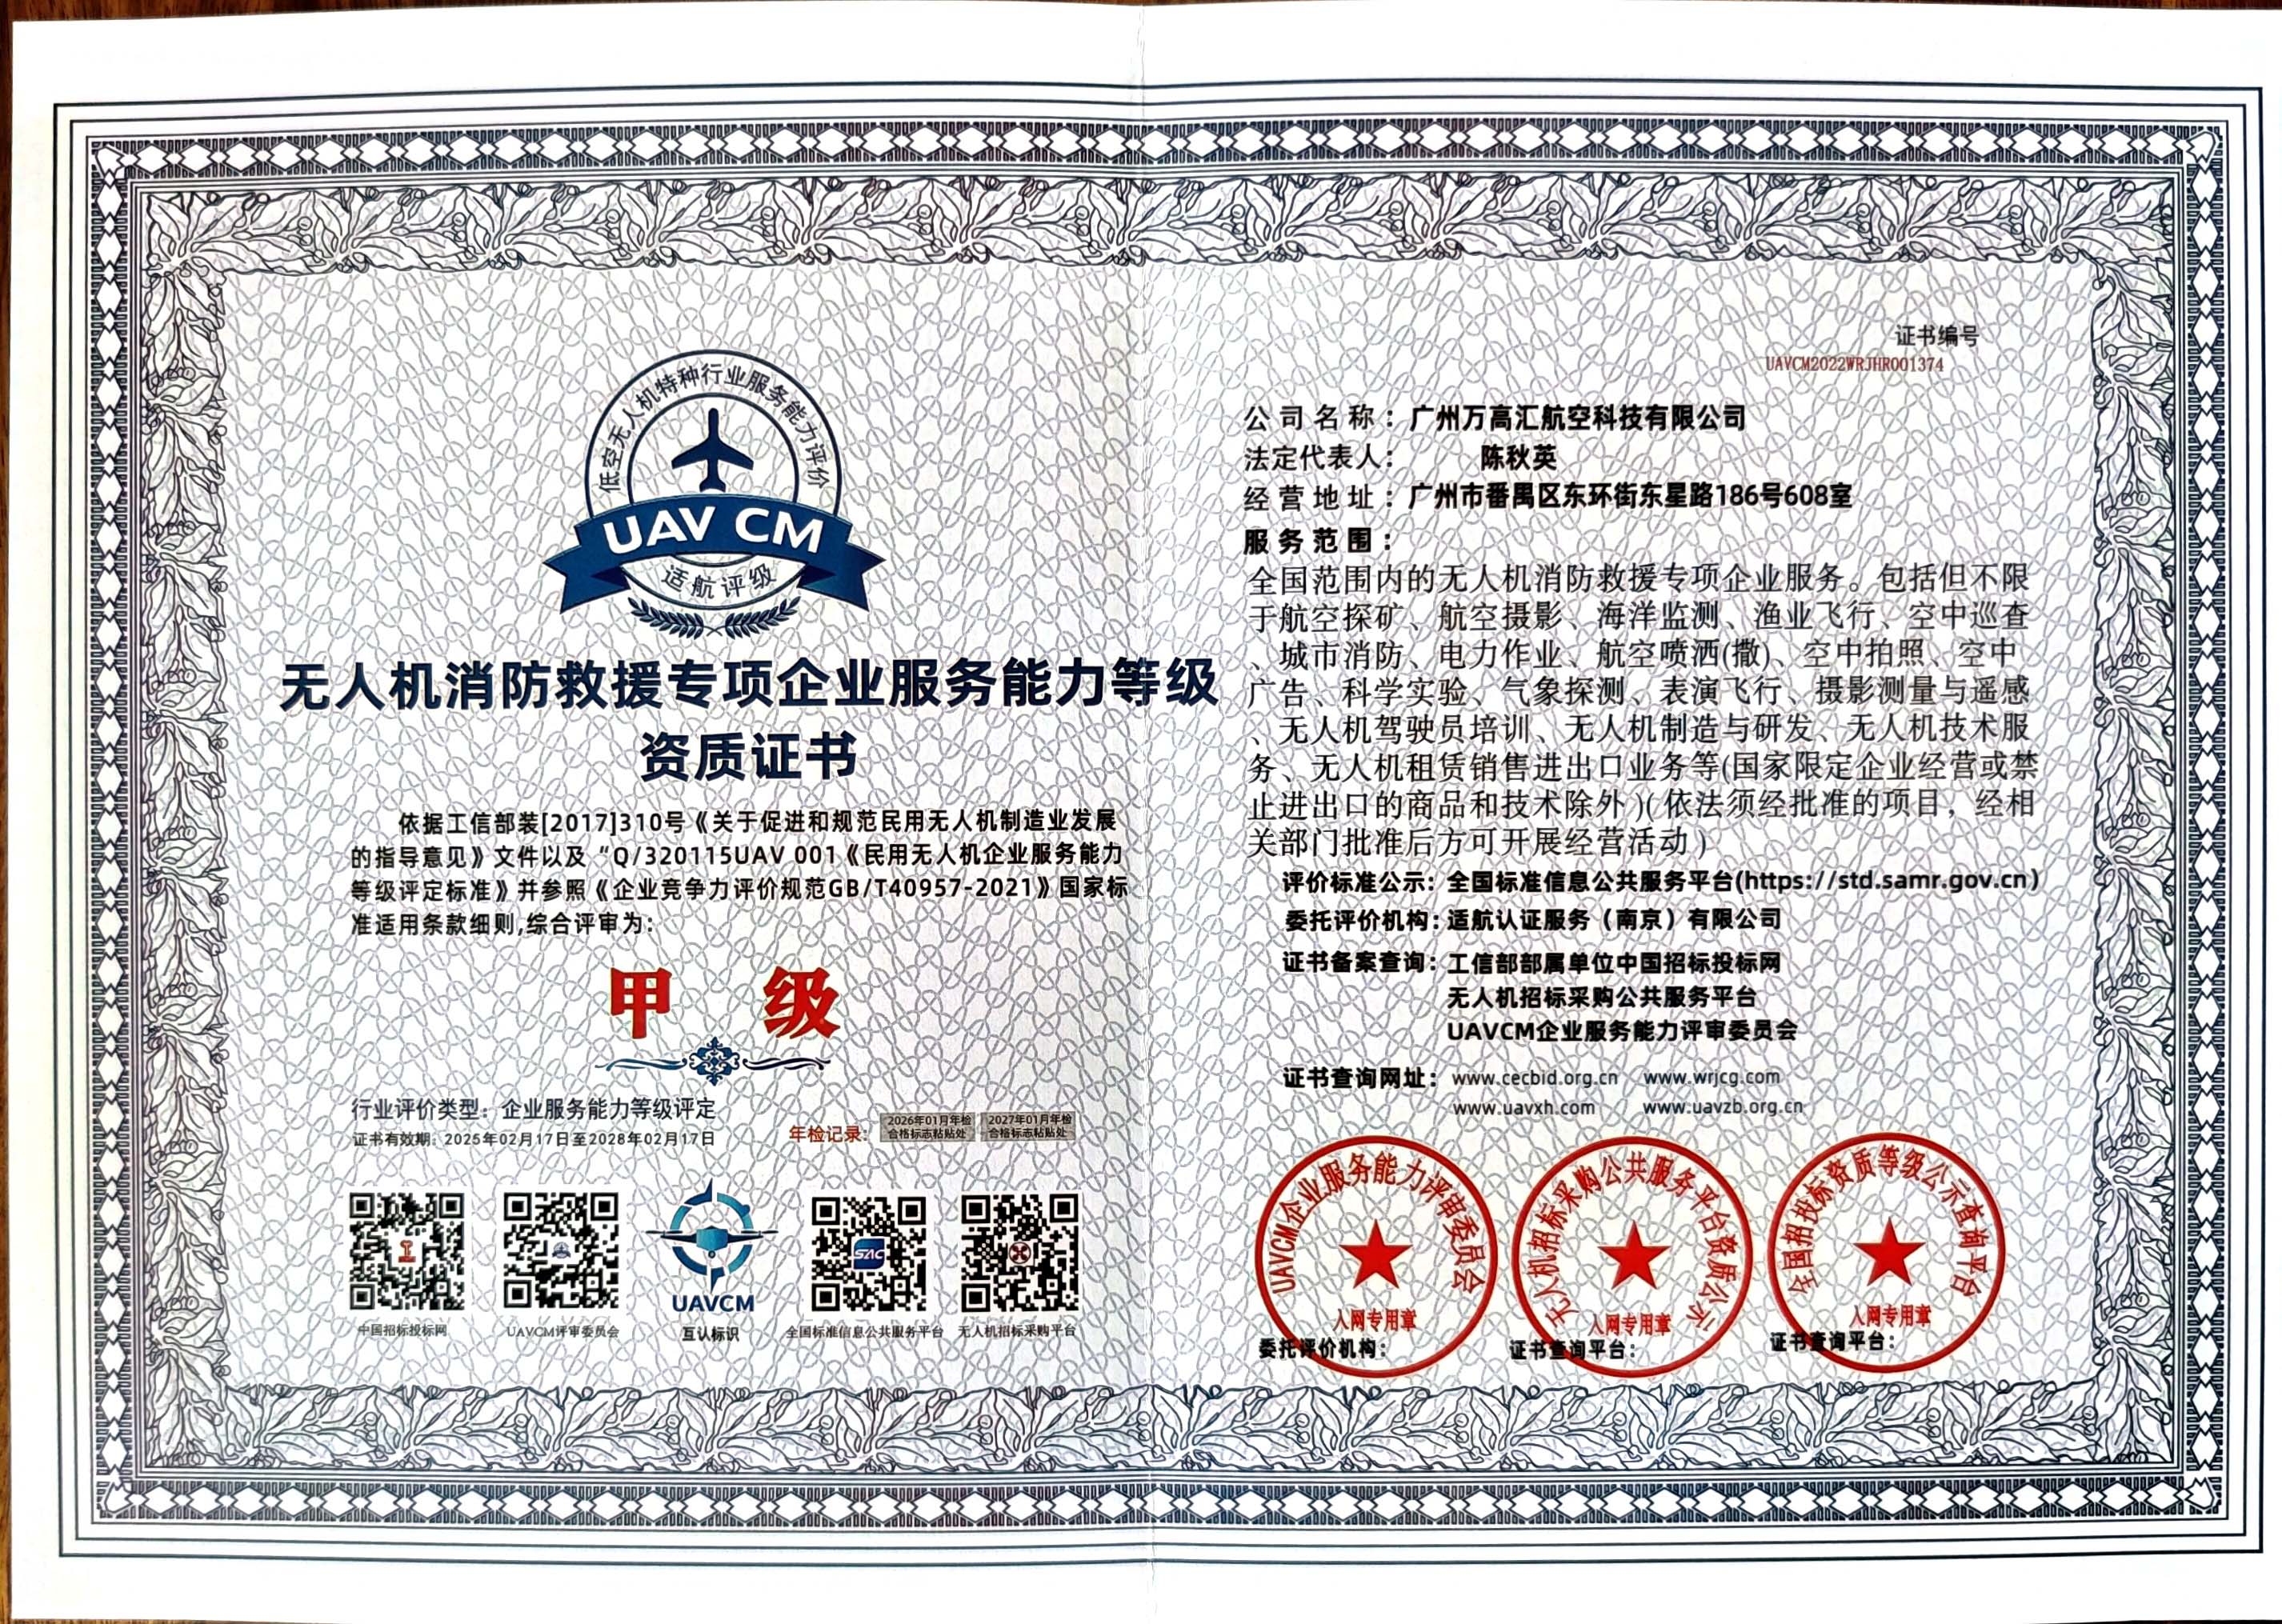 低空无人机特种行业服务能力评价
UAV CM
适航评级
无人机消防救援专项企业服务能力等级
资质证书
依据工信部装[2017]310号《关于促进和规范民用无人机制造业发展
的指导意见》文件以及“Q/320115UAV 001《民用无人机企业服务能力
等级评定标准》并参照《企业竞争力评价规范GB/T40957-2021》国家标
准适用条款细则,综合评审为:
甲 级
行业评价类型: 企业服务能力等级评定
证书有效期: 2025年02月17日至2028年02月17日
年检记录:
2026年01月年检
合格标志粘贴处
2027年01月年检
合格标志粘贴处
SAC
UAVCM
中国招标投标网
UAVCM评审委员会
互认标识
全国标准信息公共服务平台
无人机招标采购平台
证书编号
UAVCM2022WRJHR001374
公司名称：广州万高汇航空科技有限公司
法定代表人： 陈秋英
经营地址：广州市番禺区东环街东星路186号608室
服务范围：
全国范围内的无人机消防救援专项企业服务。包括但不限
于航空探矿、航空摄影、海洋监测、渔业飞行、空中巡查
、城市消防、电力作业、航空喷洒(撒)、空中拍照、空中
广告、科学实验、气象探测、表演飞行、摄影测量与遥感
、无人机驾驶员培训、无人机制造与研发、无人机技术服
务、无人机租赁销售进出口业务等(国家限定企业经营或禁
止进出口的商品和技术除外)(依法须经批准的项目，经相
关部门批准后方可开展经营活动)
评价标准公示：全国标准信息公共服务平台(https://std.samr.gov.cn)
委托评价机构：适航认证服务（南京）有限公司
证书备案查询：工信部部属单位中国招标投标网
无人机招标采购公共服务平台
UAVCM企业服务能力评审委员会
证书查询网址： www.cecbid.org.cn www.wrjcg.com
www.uavxh.com www.uavzb.org.cn
UAVCM企业服务能力评审委员会
入网专用章
委托评价机构：
无人机招标采购公共服务平台资质公示
入网专用章
证书查询平台：
全国招投标资质等级公示查询平台
入网专用章
证书查询平台：